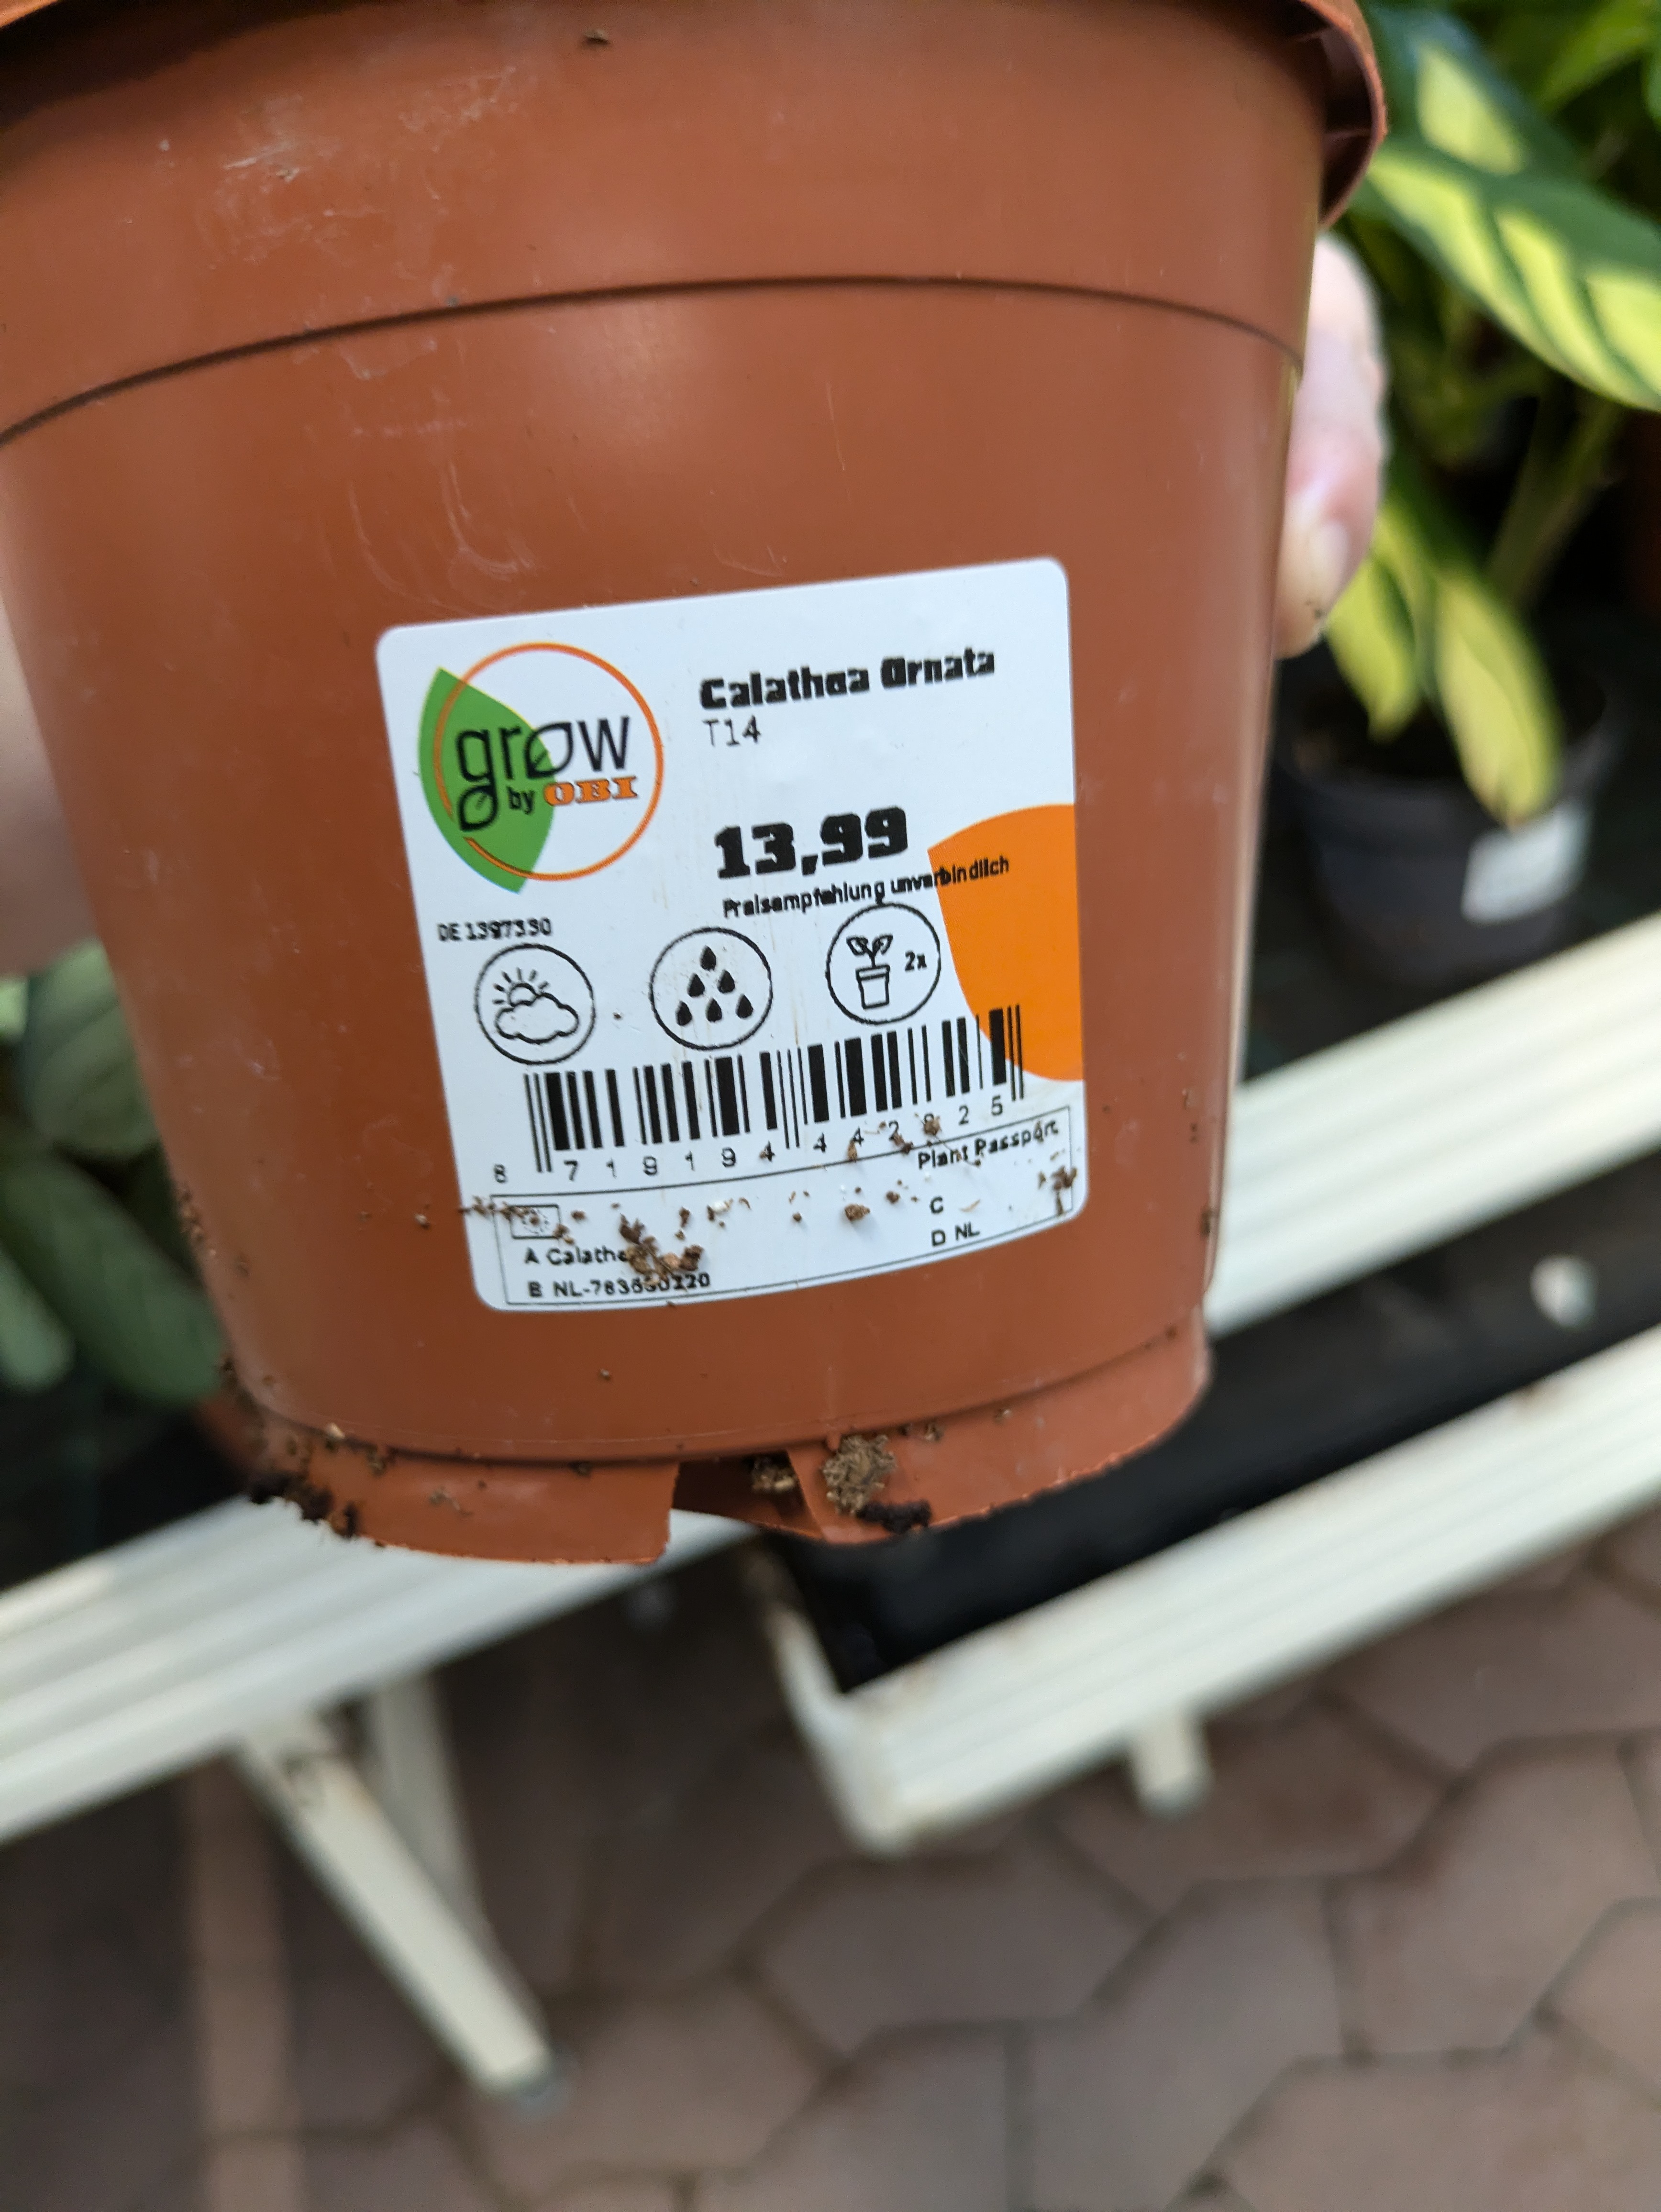 grow
by OBI
Calathea Ornata
T14
13,99
Preisempfehlung unverbindlich
DE 1397330
2x
8 719194 442825
Plant Passport
A Calathea
B NL-783630220
C
D NL